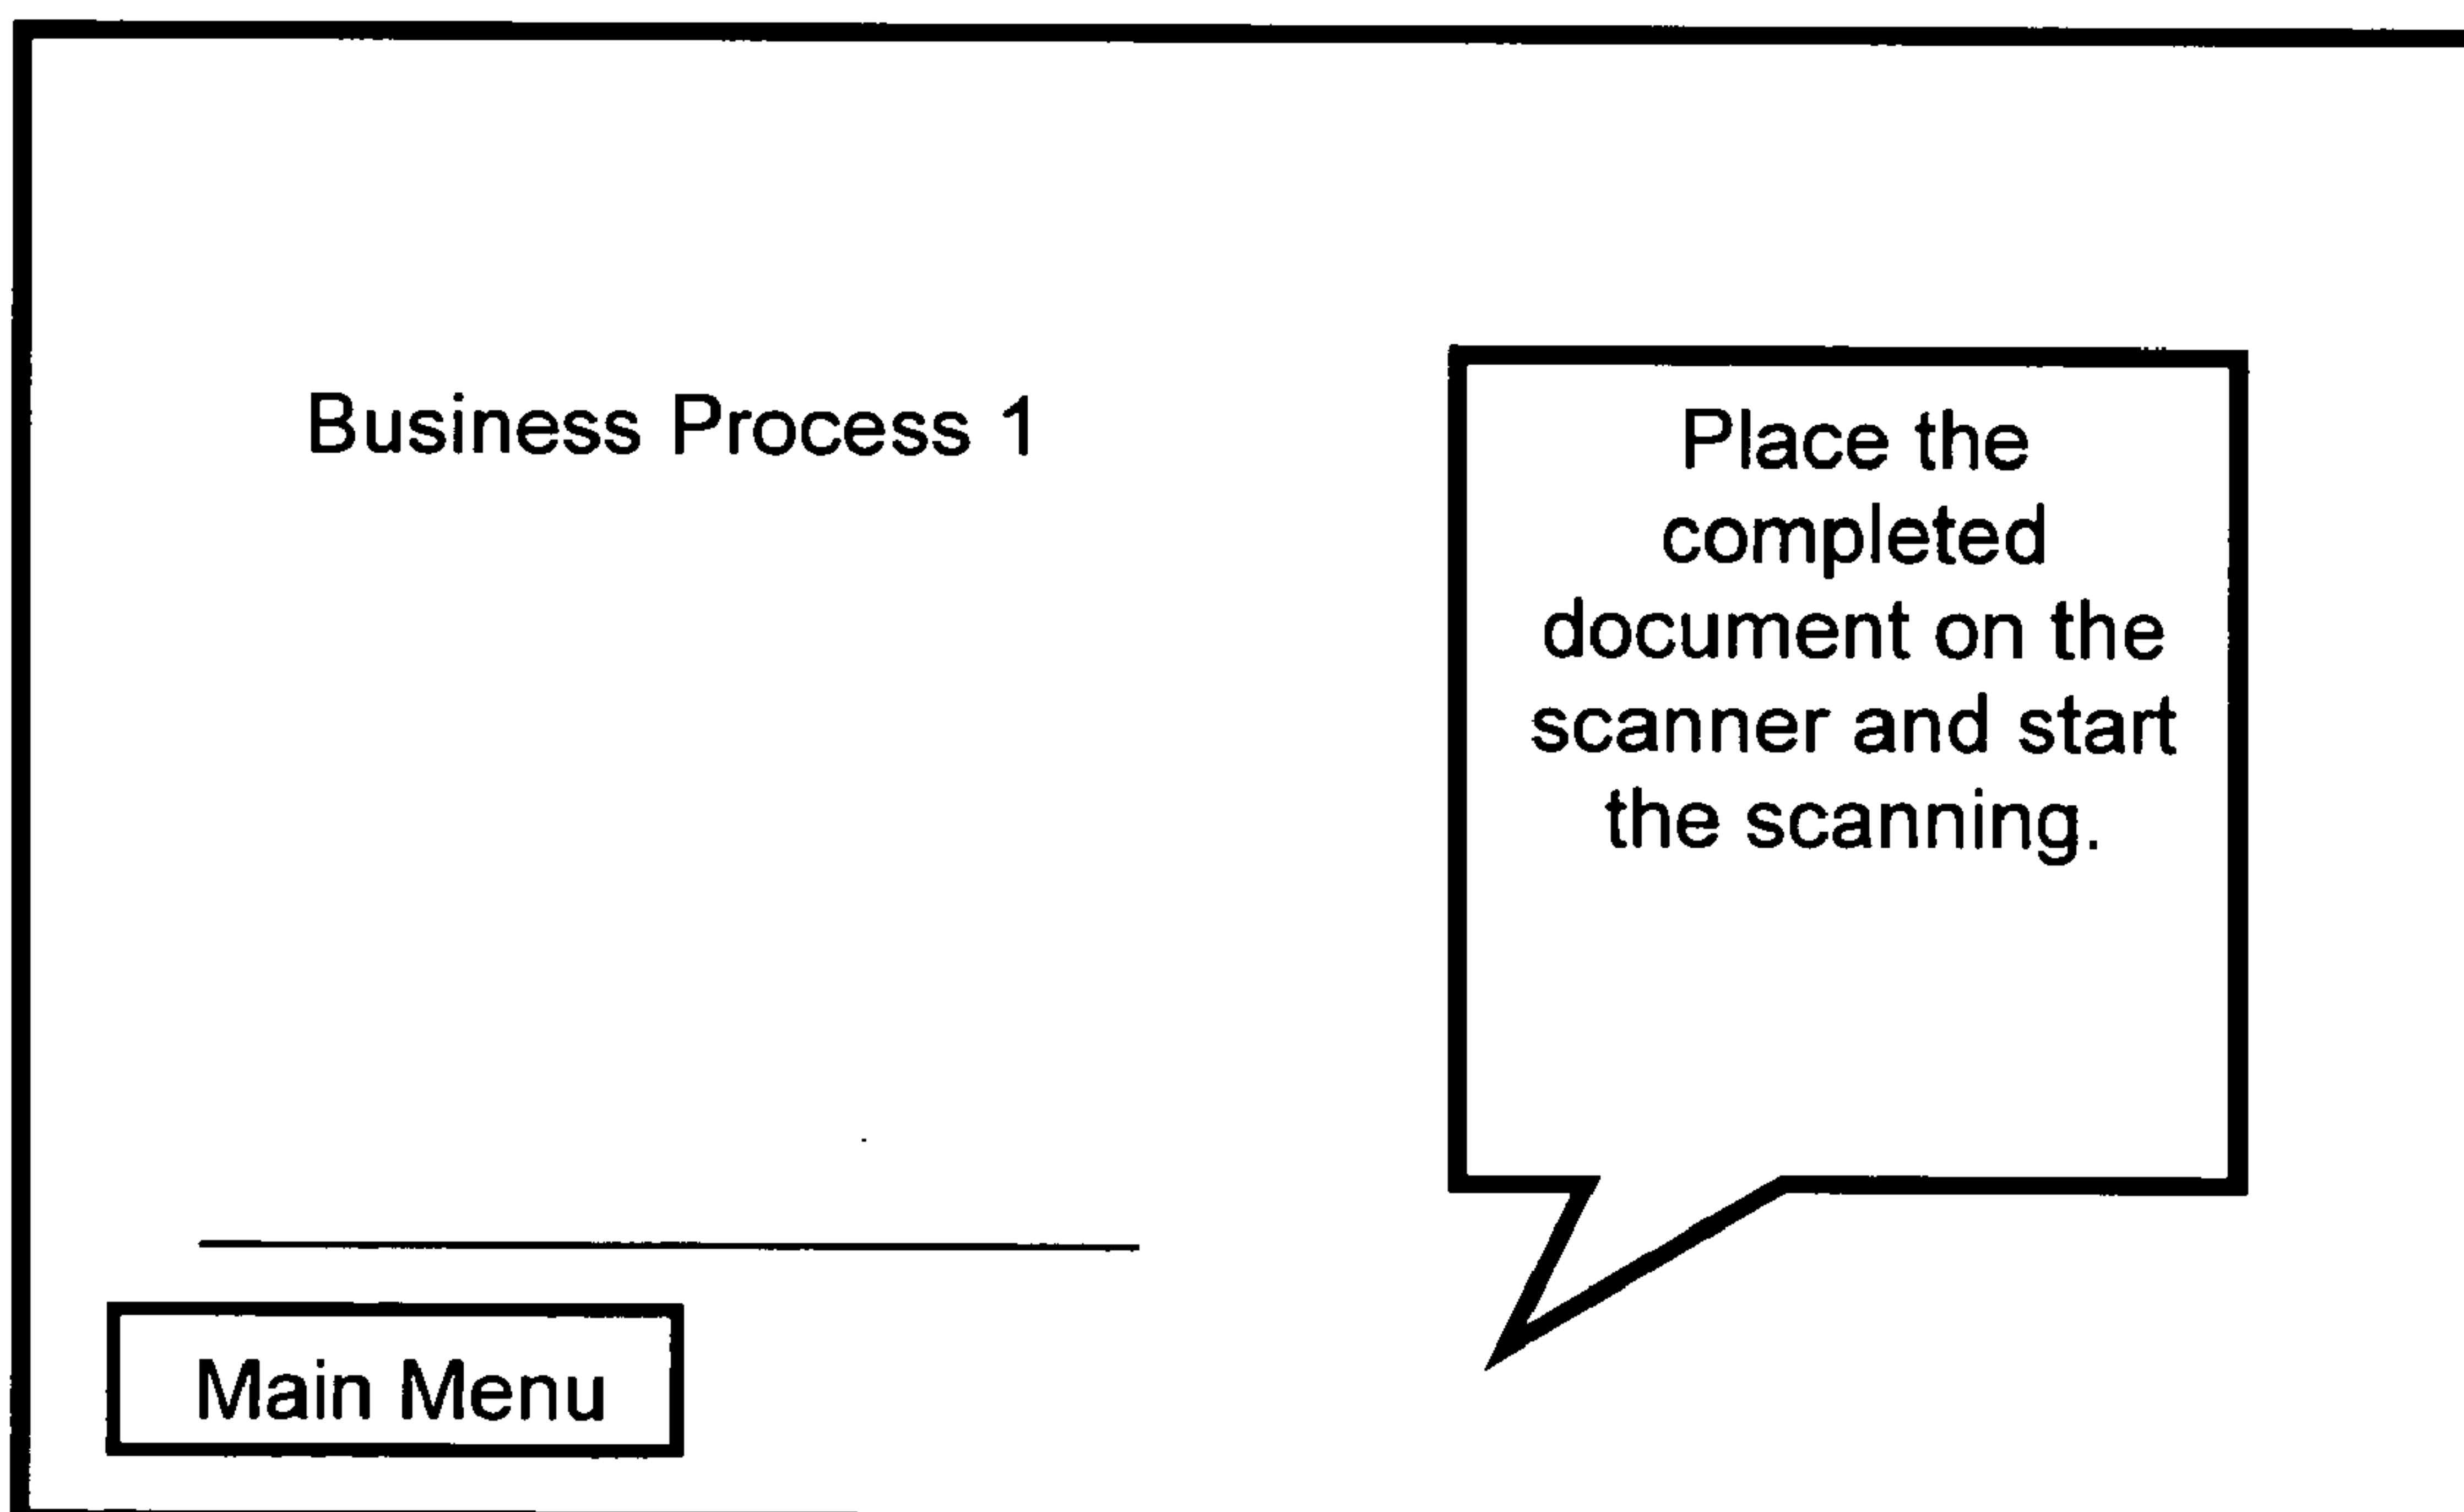 Business Process 1
Place the
completed
document on the
scanner and start
the scanning.
Main Menu